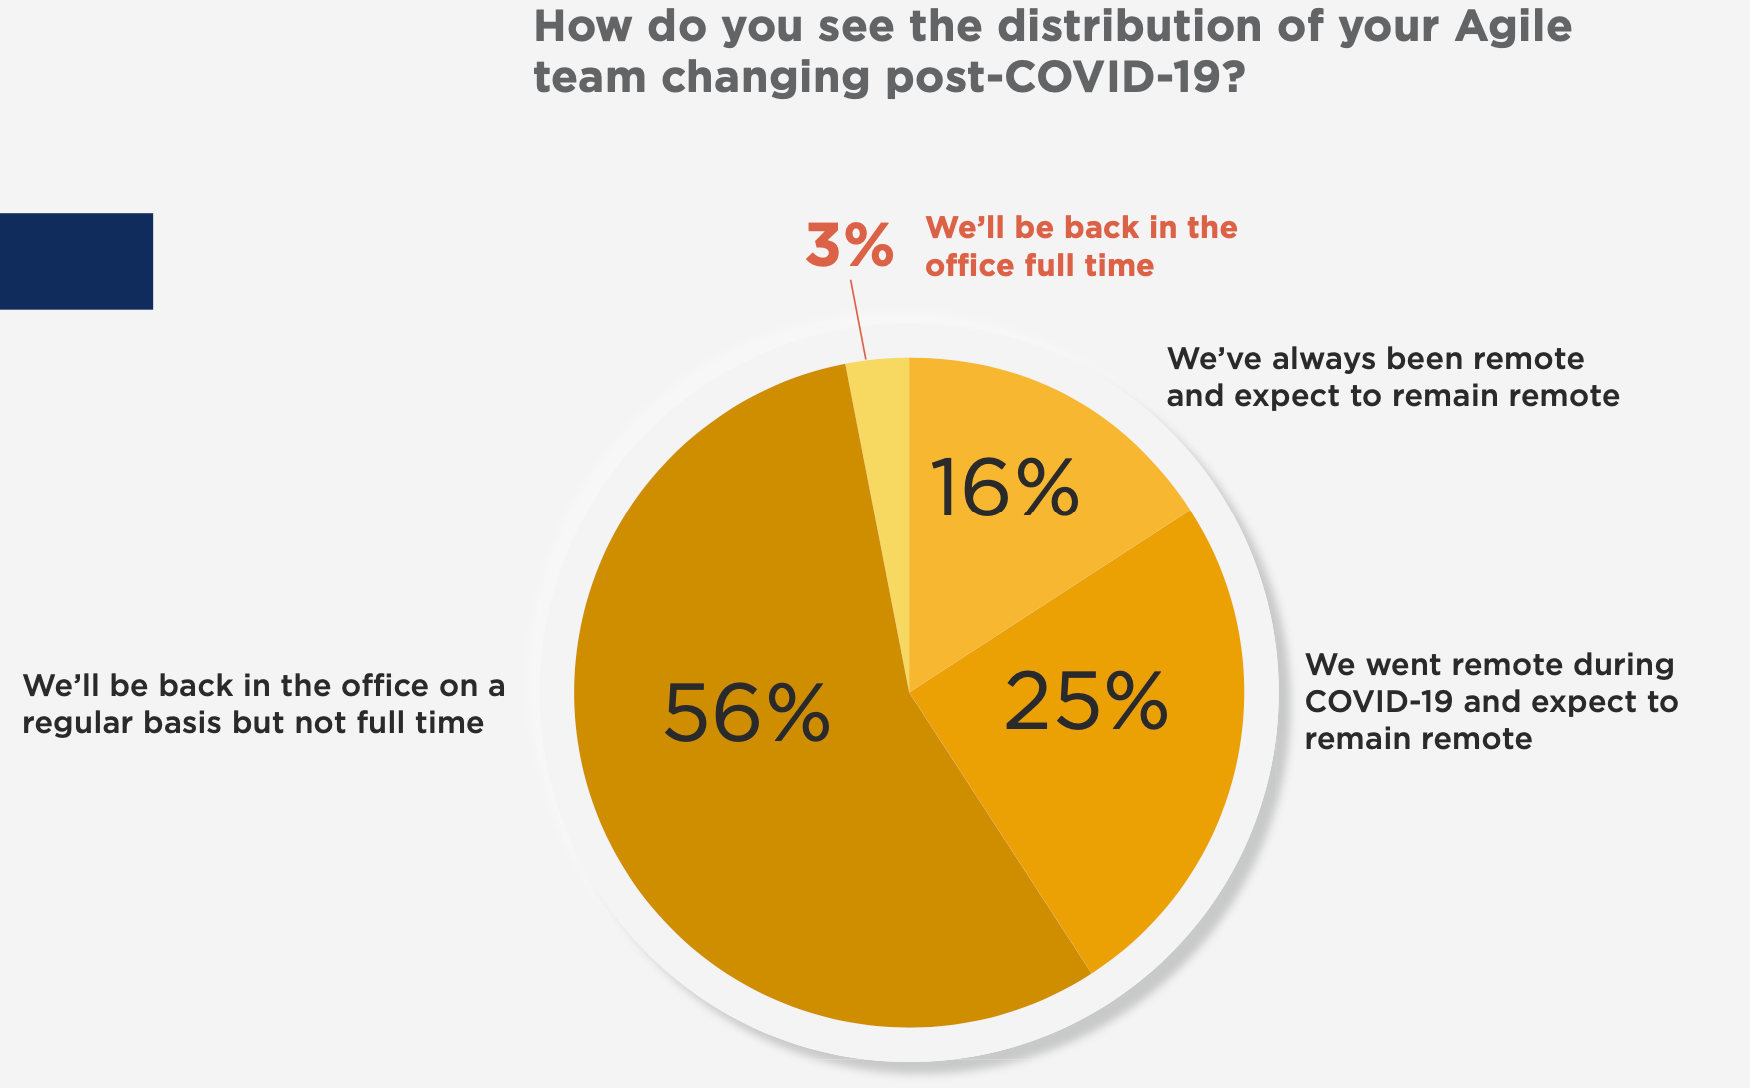 How do you see the distribution of your Agile
team changing post-COVID-19?
3%
We’ll be back in the
office full time
We’ve always been remote
and expect to remain remote
16%
We went remote during
COVID-19 and expect to
remain remote
25%
We’ll be back in the office on a
regular basis but not full time
56%